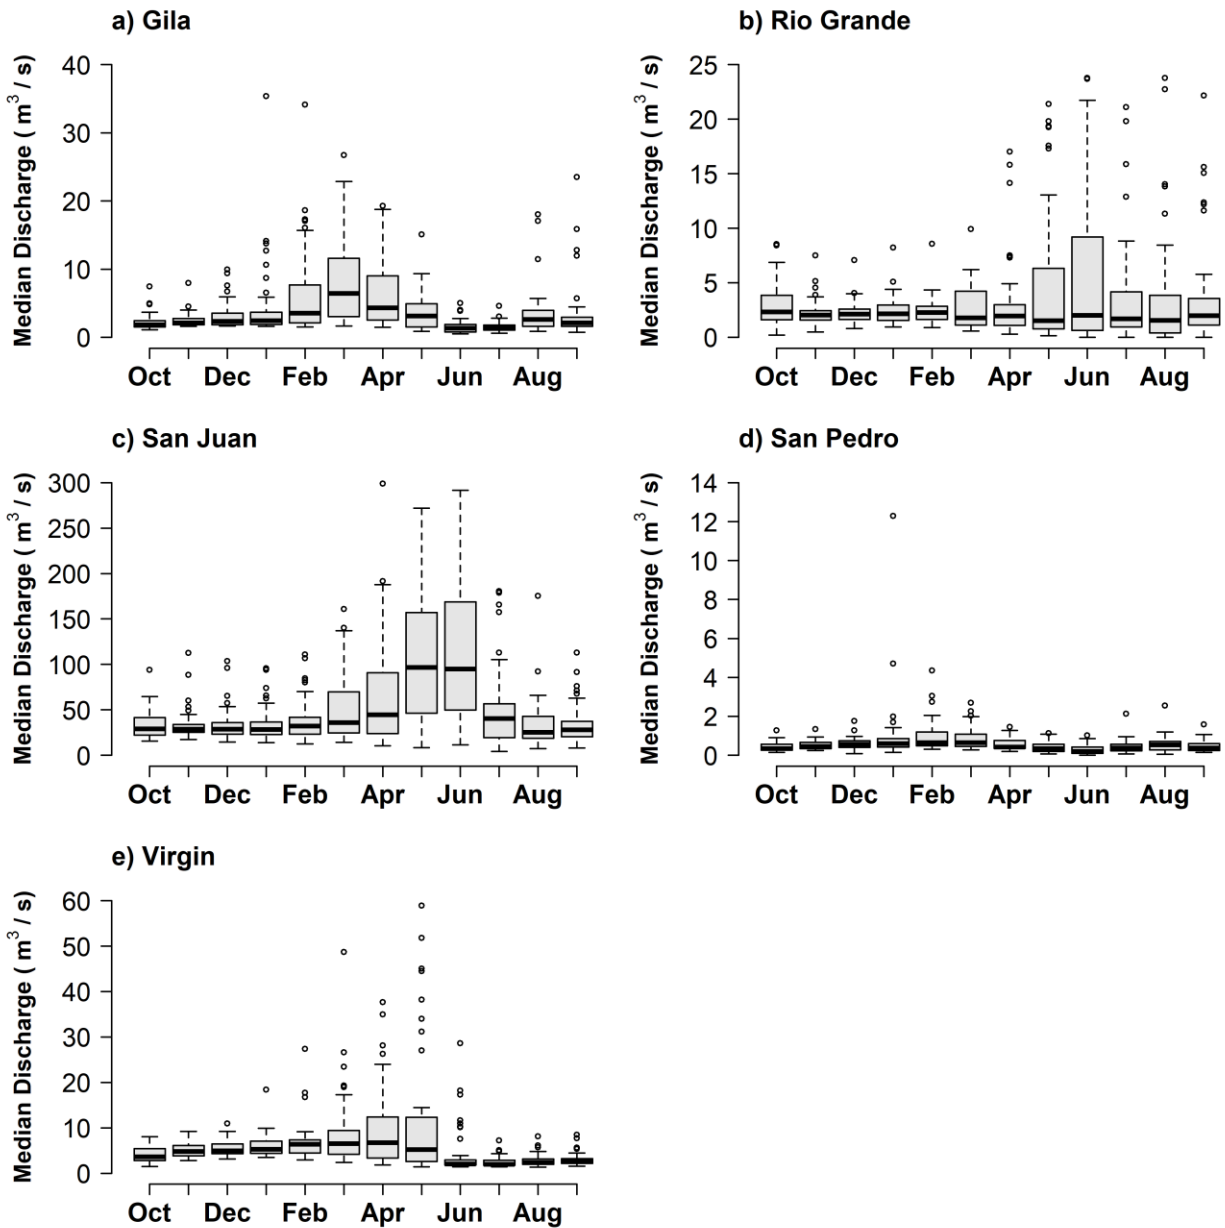 a) Gila
Median Discharge ( m³ / s)
40
30
20
10
0
Oct Dec Feb Apr Jun Aug
b) Rio Grande
Median Discharge ( m³ / s)
25
20
15
10
5
0
Oct Dec Feb Apr Jun Aug
c) San Juan
Median Discharge ( m³ / s)
300
250
200
150
100
50
0
Oct Dec Feb Apr Jun Aug
d) San Pedro
Median Discharge ( m³ / s)
14
12
10
8
6
4
2
0
Oct Dec Feb Apr Jun Aug
e) Virgin
Median Discharge ( m³ / s)
60
50
40
30
20
10
0
Oct Dec Feb Apr Jun Aug